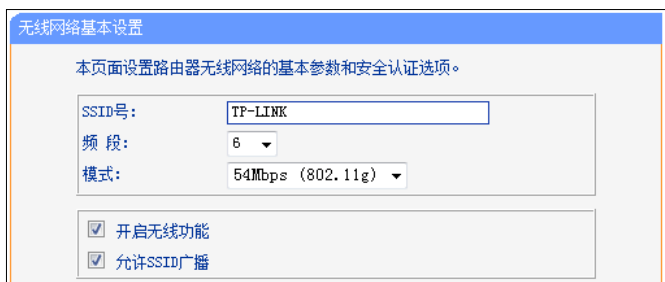 无线网络基本设置
本页面设置路由器无线网络的基本参数和安全认证选项。
SSID号: TP-LINK
频 段: 6
模式: 54Mbps (802.11g)
开启无线功能
允许SSID广播